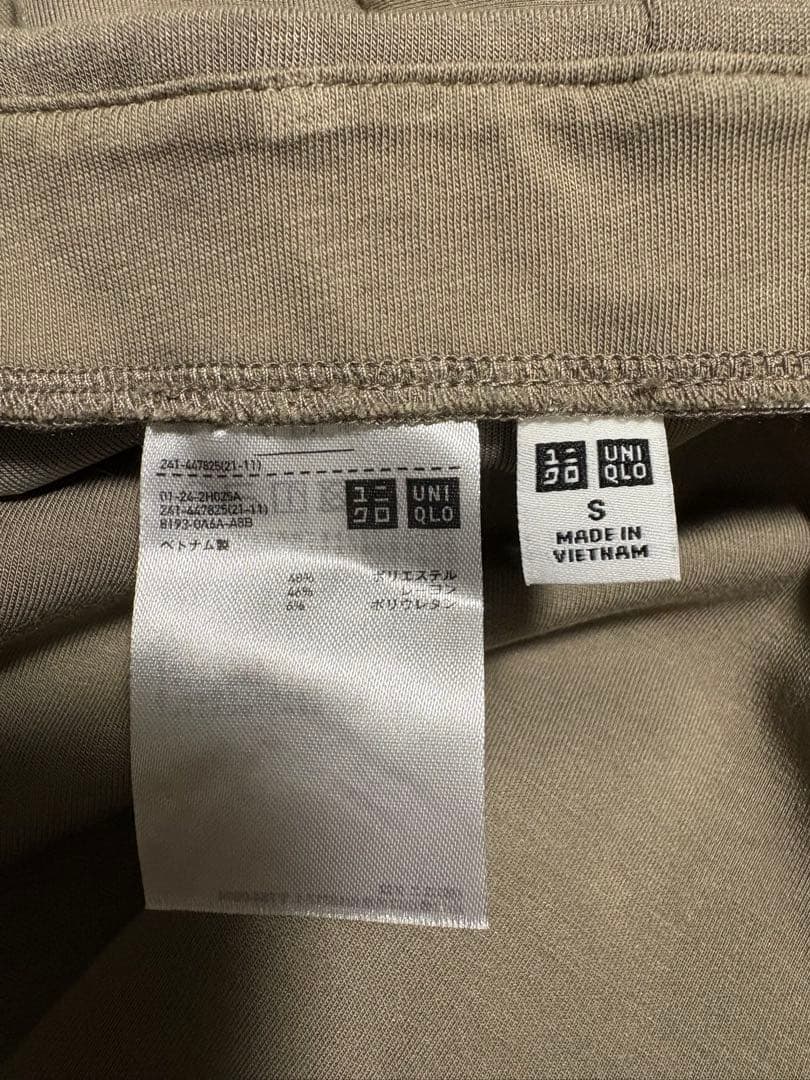 241-447825(21-11)
01-24-2H025A
241-447825(21-11)
8193-0A6A-A8B
ユニクロ
UNIQLO
ベトナム製
48% ポリエステル
46% レーヨン
6% ポリウレタン
ユニクロ
UNIQLO
S
MADE IN
VIETNAM